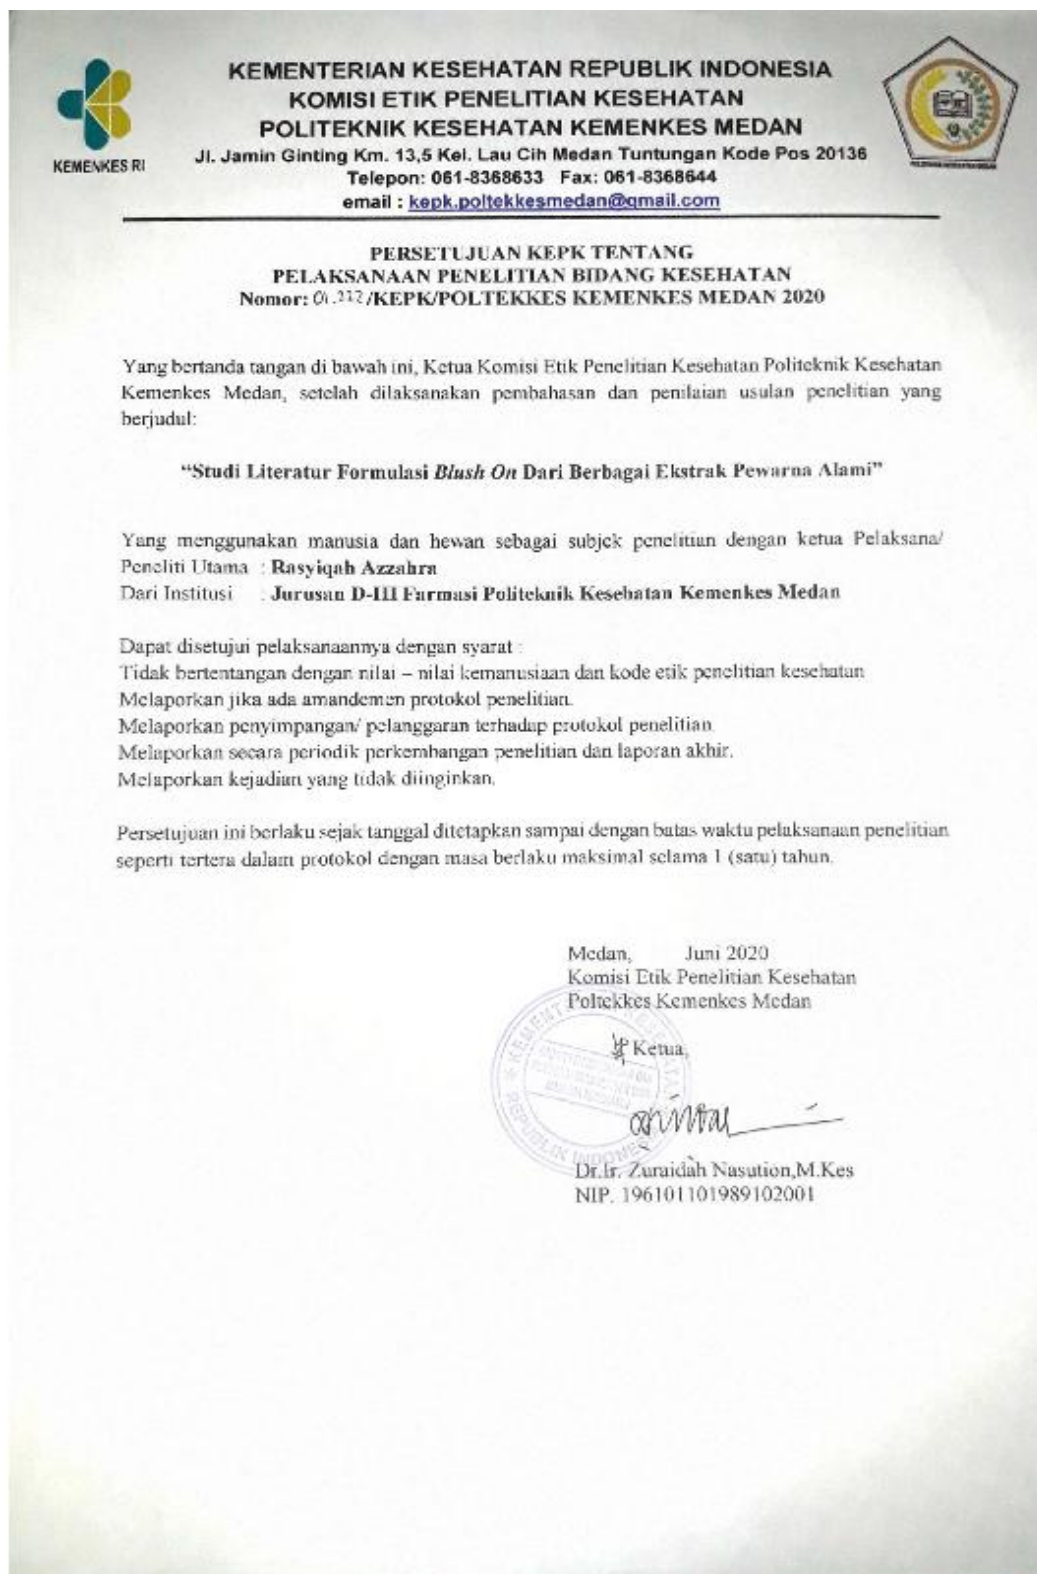 KEMENTERIAN KESEHATAN REPUBLIK INDONESIA
KOMISI ETIK PENELITIAN KESEHATAN
POLITEKNIK KESEHATAN KEMENKES MEDAN
KEMENKES RI
Jl. Jamin Ginting Km. 13,5 Kel. Lau Cih Medan Tuntungan Kode Pos 20136
Telepon: 061-8368633 Fax: 061-8368644
email : kepk.poltekkesmedan@gmail.com
PERSETUJUAN KEPK TENTANG
PELAKSANAAN PENELITIAN BIDANG KESEHATAN
Nomor: /KEPK/POLTEKKES KEMENKES MEDAN 2020
Yang bertanda tangan di bawah ini, Ketua Komisi Etik Penelitian Kesehatan Politeknik Kesehatan
Kemenkes Medan, setelah dilaksanakan pembahasan dan penilaian usulan penelitian yang
berjudul:
“Studi Literatur Formulasi Blush On Dari Berbagai Ekstrak Pewarna Alami”
Yang menggunakan manusia dan hewan sebagai subjek penelitian dengan ketua Pelaksana/
Peneliti Utama : Rasyiqah Azzahra
Dari Institusi : Jurusan D-III Farmasi Politeknik Kesehatan Kemenkes Medan
Dapat disetujui pelaksanaannya dengan syarat :
Tidak bertentangan dengan nilai – nilai kemanusiaan dan kode etik penelitian kesehatan
Melaporkan jika ada amandemen protokol penelitian.
Melaporkan penyimpangan/ pelanggaran terhadap protokol penelitian.
Melaporkan secara periodik perkembangan penelitian dan laporan akhir.
Melaporkan kejadian yang tidak diinginkan.
Persetujuan ini berlaku sejak tanggal ditetapkan sampai dengan batas waktu pelaksanaan penelitian
seperti tertera dalam protokol dengan masa berlaku maksimal selama 1 (satu) tahun.
Medan, Juni 2020
Komisi Etik Penelitian Kesehatan
Poltekkes Kemenkes Medan
Ketua,
REPUBLIK INDONESIA
Dr.Ir. Zuraidah Nasution,M.Kes
NIP. 196101101989102001